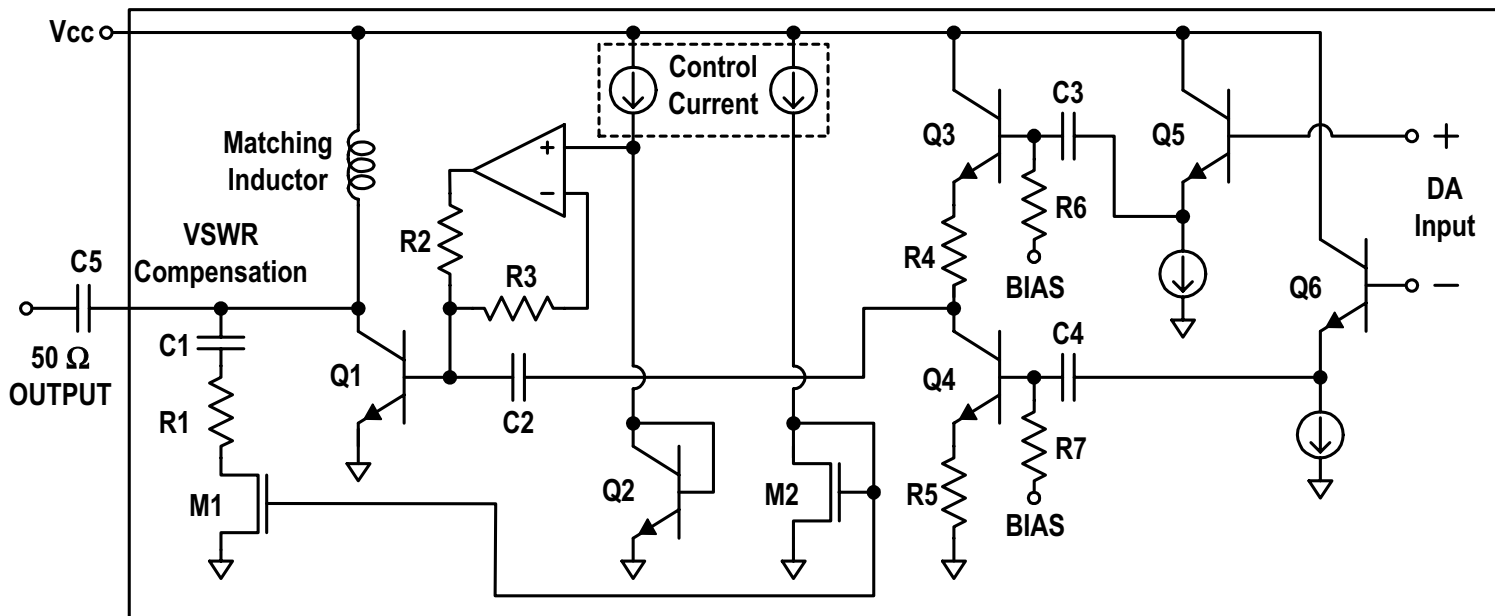 Vcc
Control
Current
Matching
Inductor
VSWR
Compensation
C5
50 Ω
OUTPUT
C1
R1
M1
Q1
R2
R3
+
−
C2
Q2
M2
Q3
C3
Q5
R6
BIAS
R4
Q4
C4
R7
BIAS
R5
Q6
+
DA
Input
−